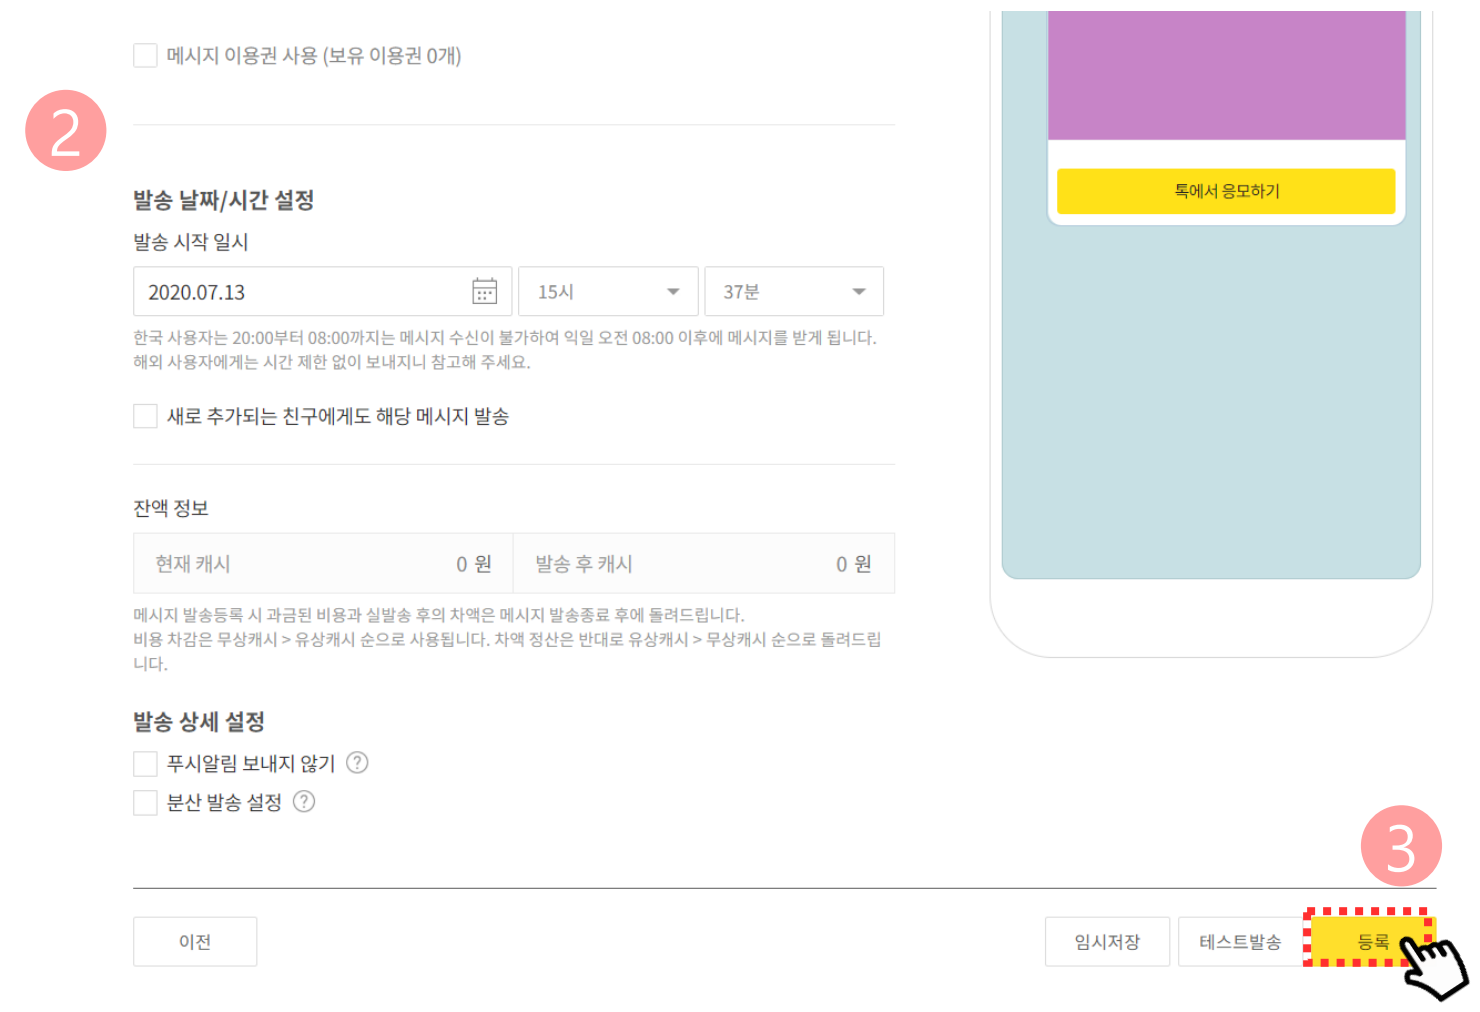 메시지 이용권 사용 (보유 이용권 0개)
2
발송 날짜/시간 설정
발송 시작 일시
2020.07.13
15시
37분
한국 사용자는 20:00부터 08:00까지는 메시지 수신이 불가하여 익일 오전 08:00 이후에 메시지를 받게 됩니다.
해외 사용자에게는 시간 제한 없이 보내지니 참고해 주세요.
새로 추가되는 친구에게도 해당 메시지 발송
잔액 정보
현재 캐시
0 원
발송 후 캐시
0 원
메시지 발송등록 시 과금된 비용과 실발송 후의 차액은 메시지 발송종료 후에 돌려드립니다.
비용 차감은 무상캐시 > 유상캐시 순으로 사용됩니다. 차액 정산은 반대로 유상캐시 > 무상캐시 순으로 돌려드립
니다.
발송 상세 설정
푸시알림 보내지 않기 ?
분산 발송 설정 ?
톡에서 응모하기
3
이전
임시저장
테스트발송
등록